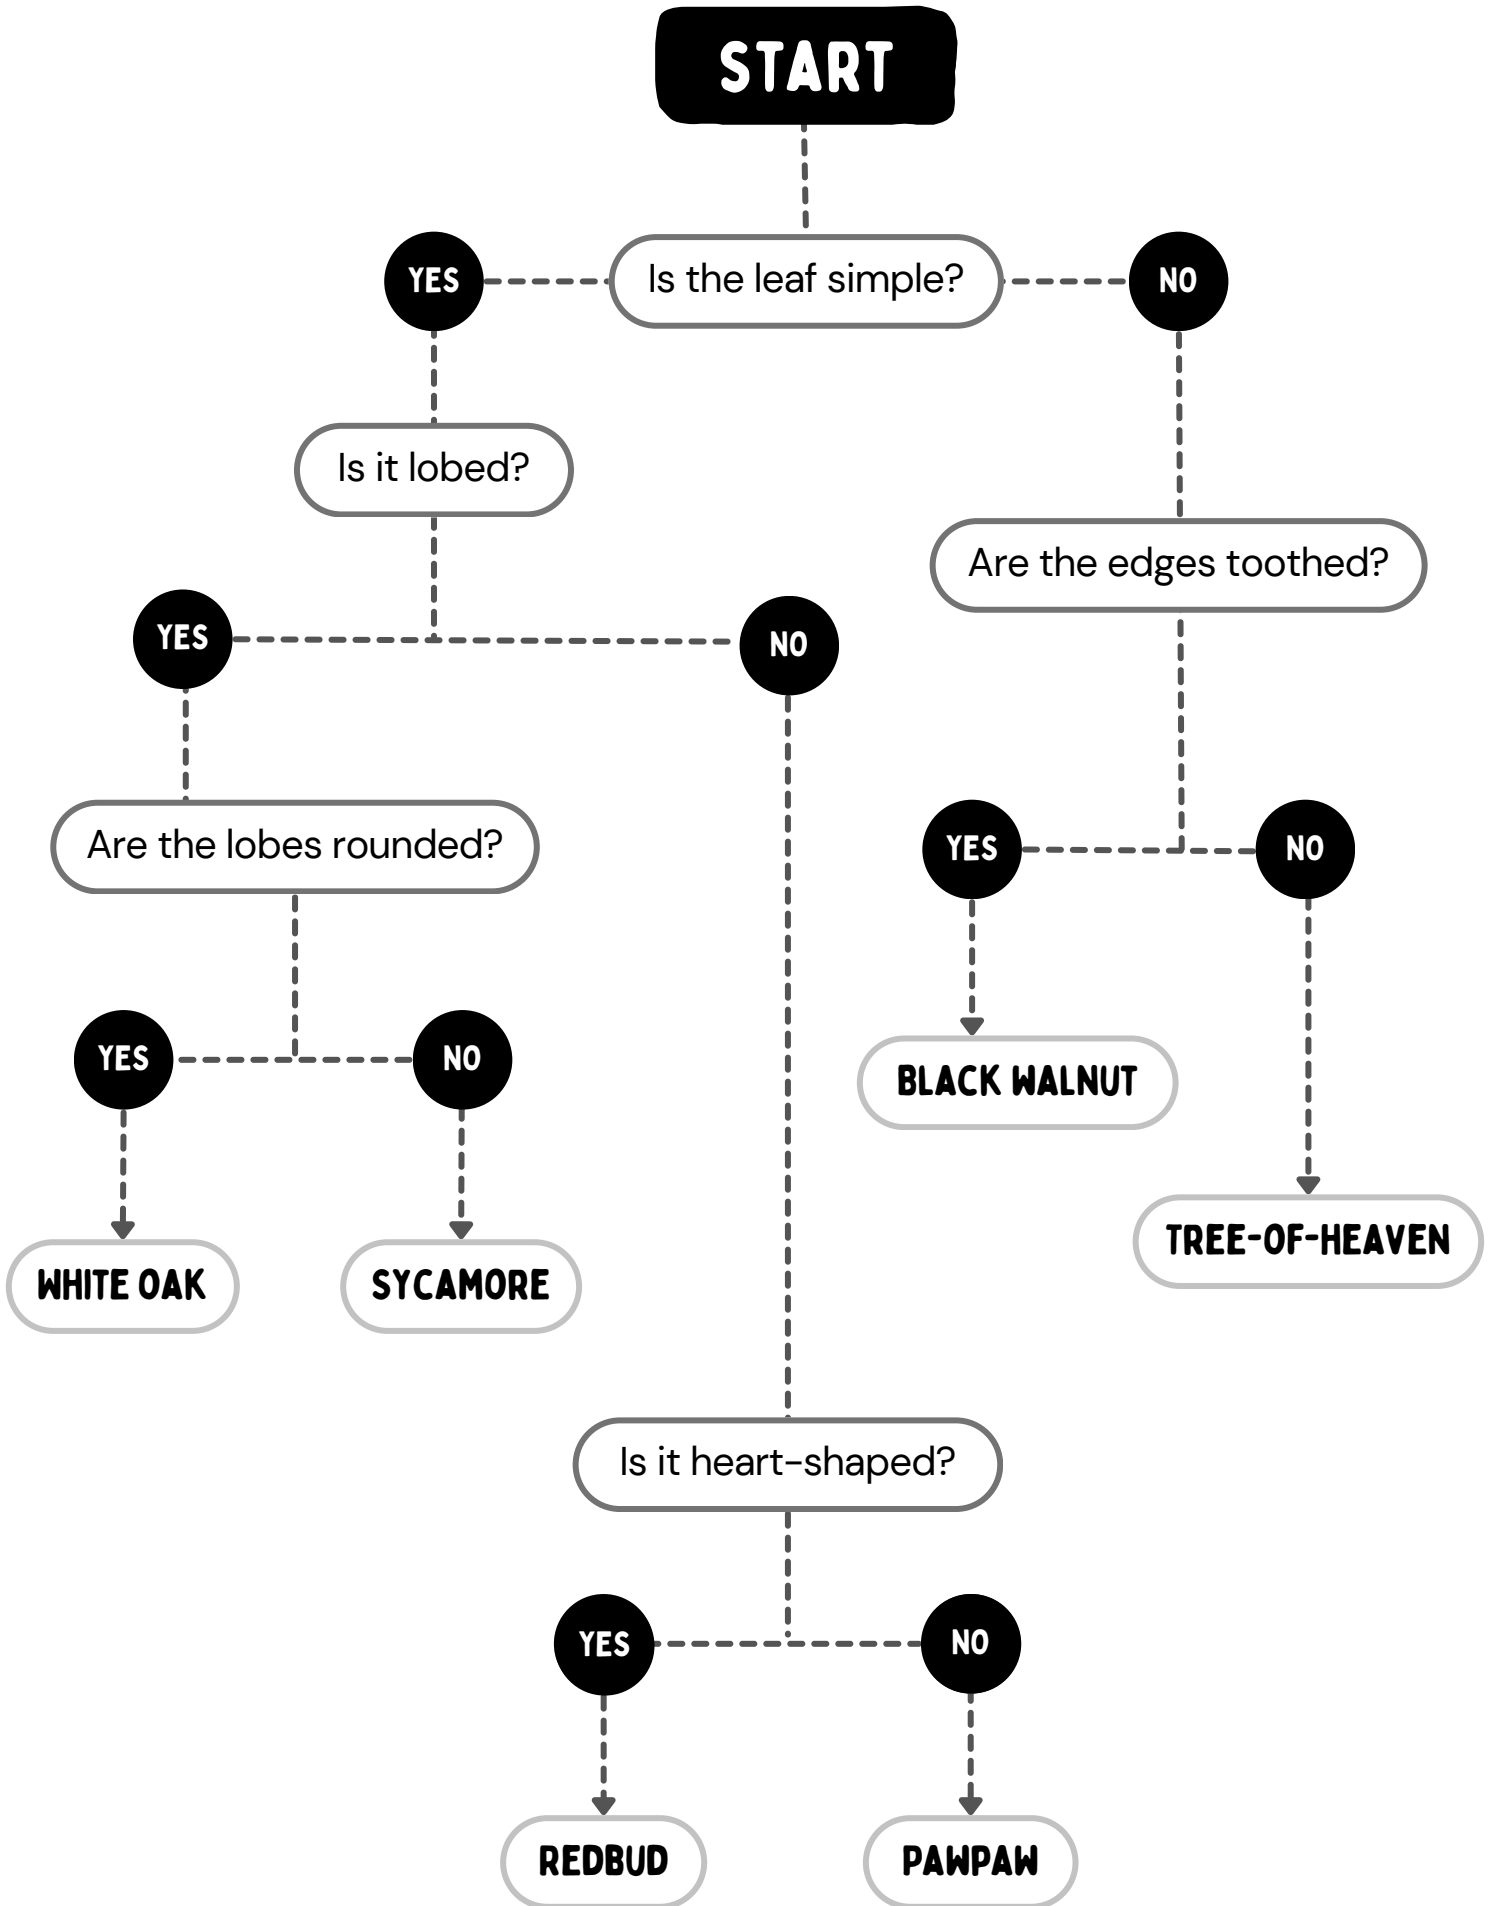 START
YES
Is the leaf simple?
NO
Is it lobed?
Are the edges toothed?
YES
NO
Are the lobes rounded?
YES
NO
YES
NO
BLACK WALNUT
TREE-OF-HEAVEN
WHITE OAK
SYCAMORE
Is it heart-shaped?
YES
NO
REDBUD
PAWPAW